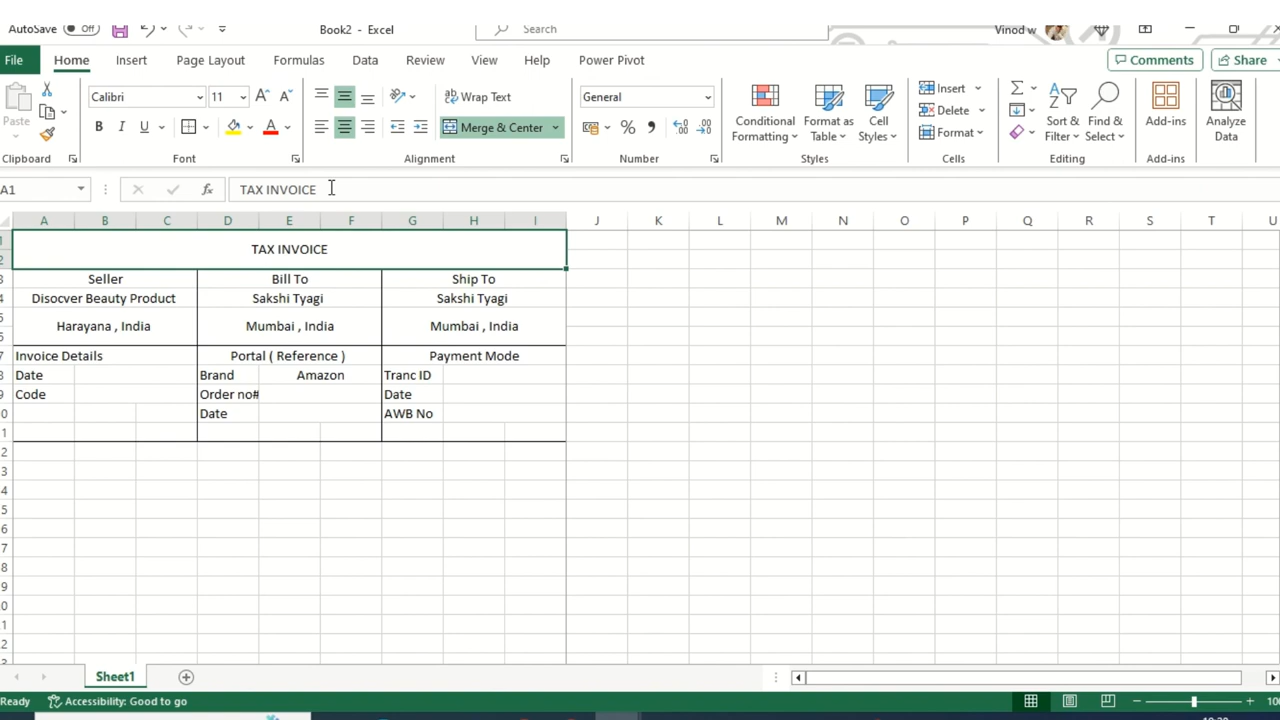 AutoSave Off Book2 - Excel Search Vinod w
File Home Insert Page Layout Formulas Data Review View Help Power Pivot Comments Share
Paste Calibri 11 Wrap Text General Conditional Formatting Format as Table Cell Styles Insert Delete Format Sort & Filter Find & Select Add-ins Analyze Data
B I U Merge & Center % ,
Clipboard Font Alignment Number Styles Cells Editing Add-ins
A1 fx TAX INVOICE
A B C D E F G H I J K L M N O P Q R S T U
TAX INVOICE
Seller Bill To Ship To
Disocver Beauty Product Sakshi Tyagi Sakshi Tyagi
Harayana , India Mumbai , India Mumbai , India
Invoice Details Portal ( Reference ) Payment Mode
Date Brand Amazon Tranc ID
Code Order no# Date
Date AWB No
Sheet1
Ready Accessibility: Good to go